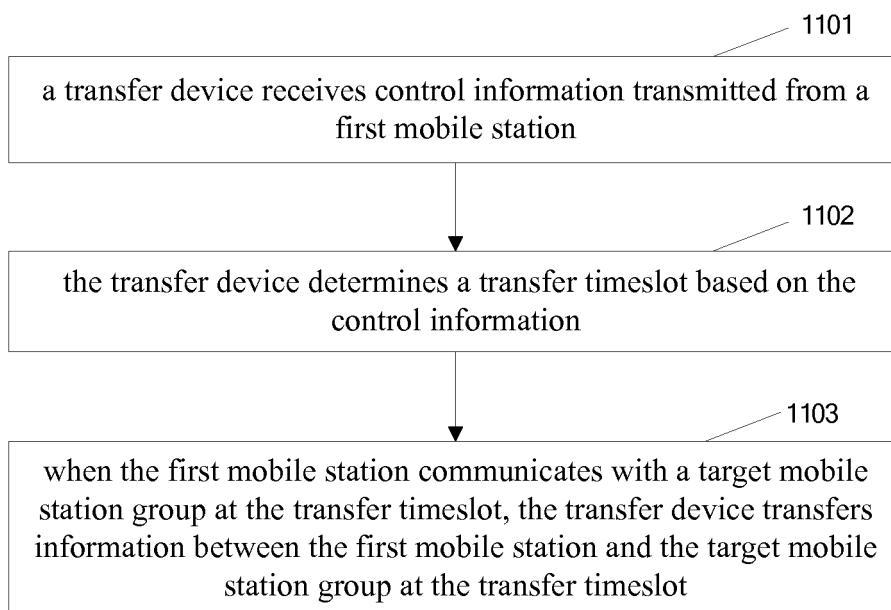 1101
a transfer device receives control information transmitted from a
first mobile station
1102
the transfer device determines a transfer timeslot based on the
control information
1103
when the first mobile station communicates with a target mobile
station group at the transfer timeslot, the transfer device transfers
information between the first mobile station and the target mobile
station group at the transfer timeslot